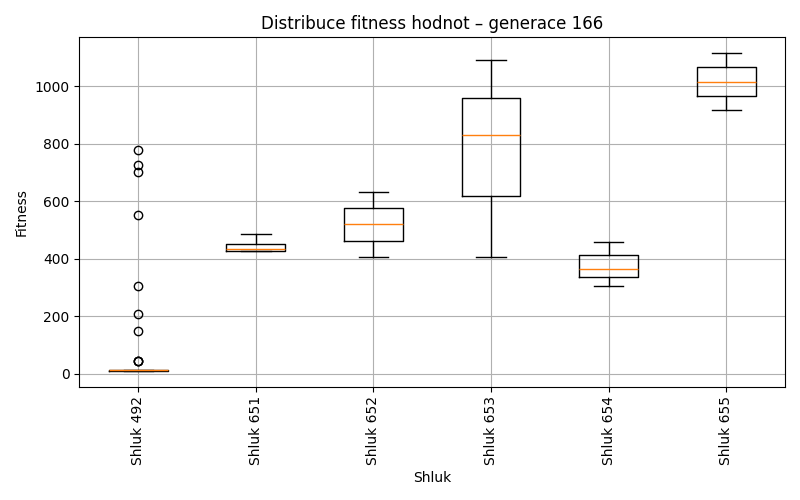 Distribuce fitness hodnot – generace 166
Fitness
1000
800
600
400
200
0
Shluk 492
Shluk 651
Shluk 652
Shluk 653
Shluk 654
Shluk 655
Shluk